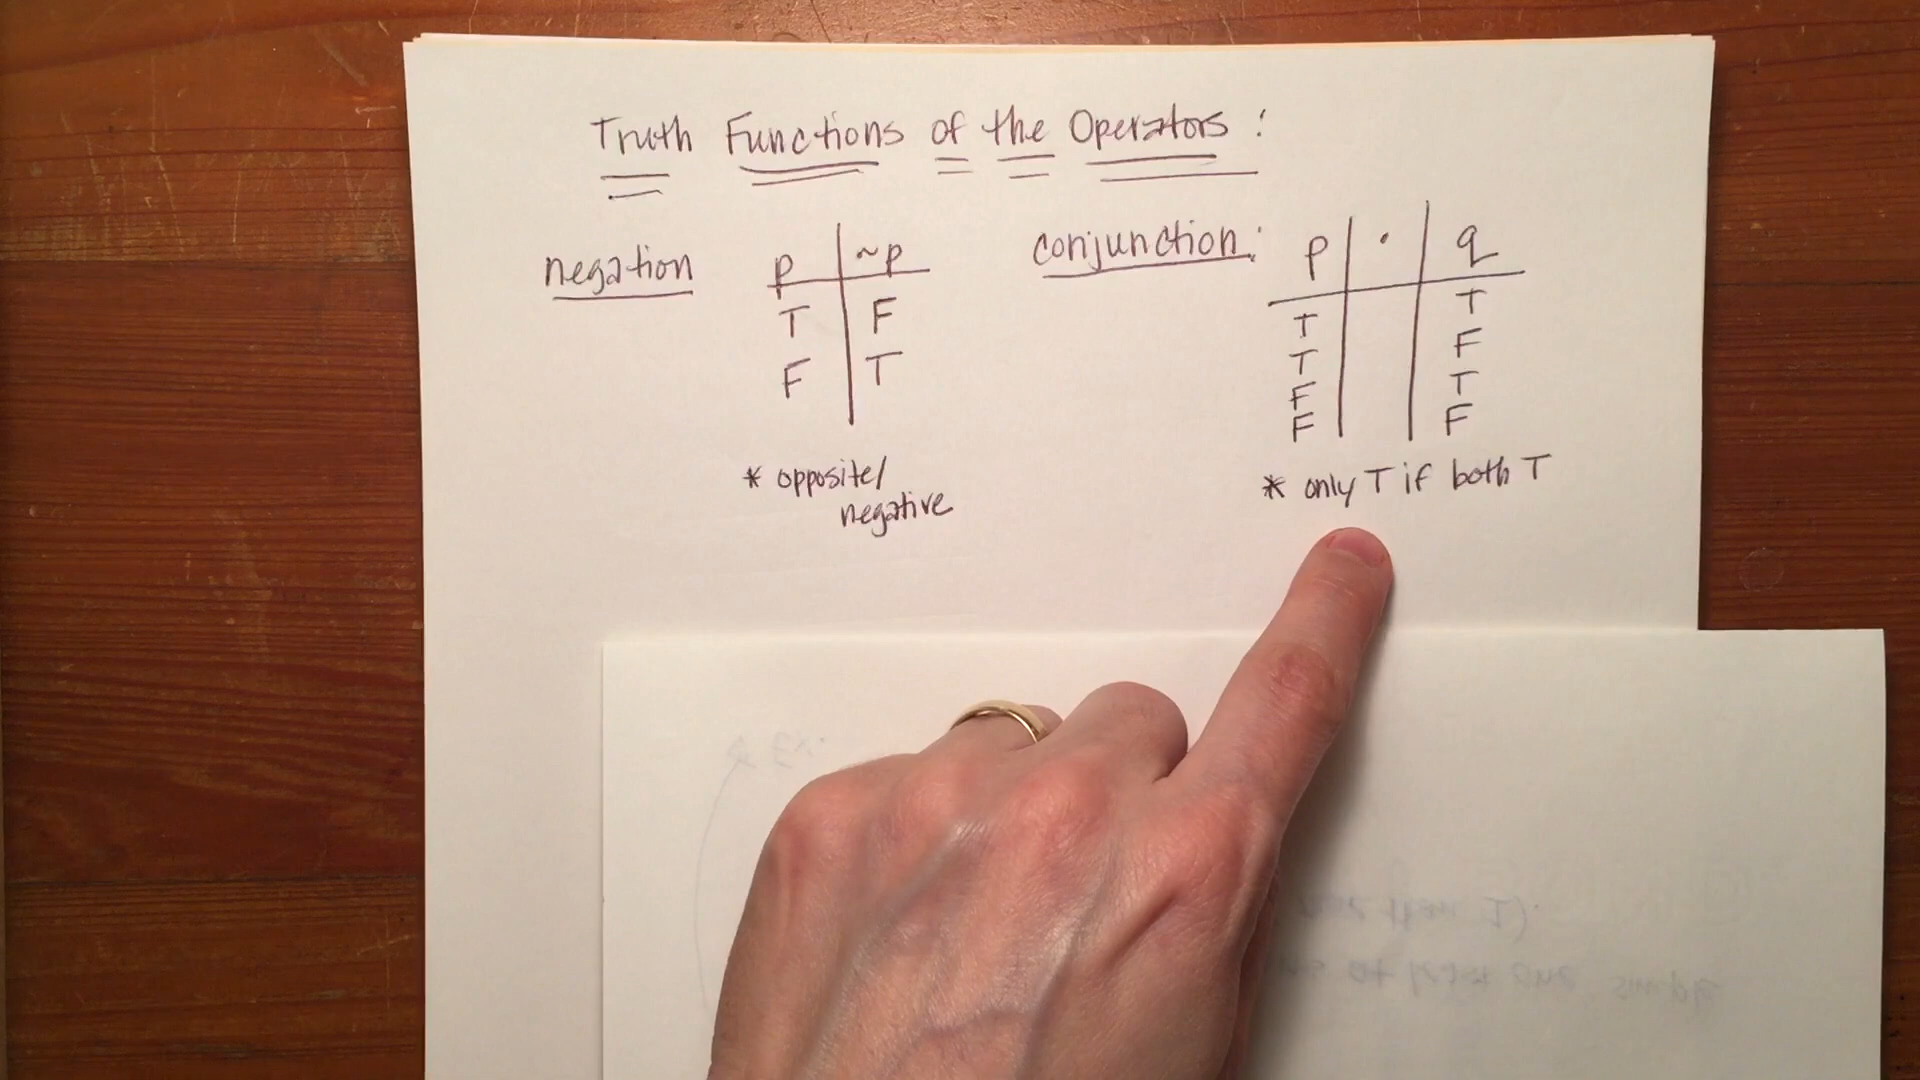 Truth Functions of the Operators:
negation
p ~p
T F
F T
* opposite/
negative
conjunction:
p · q
T T
T F
F T
F F
* only T if both T